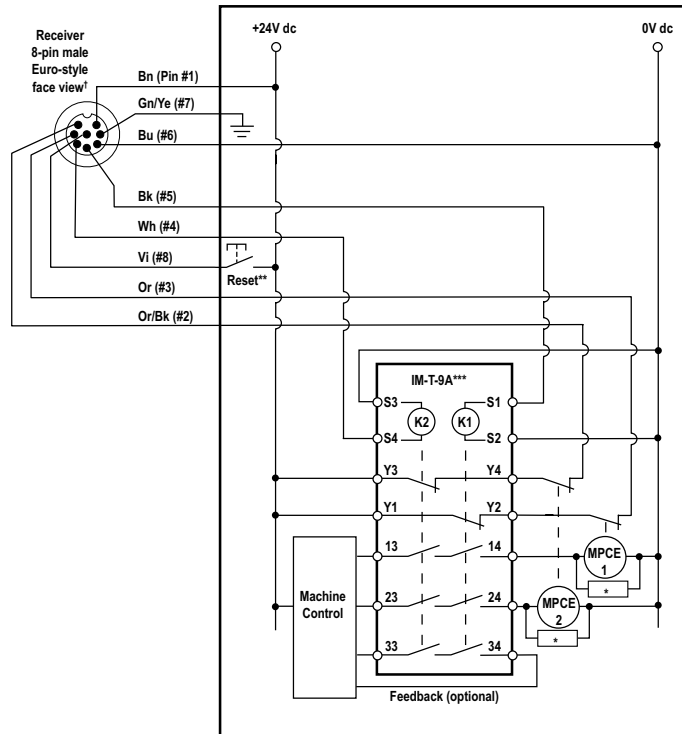 +24V dc
0V dc
Receiver
8-pin male
Euro-style
face view†
Bn (Pin #1)
Gn/Ye (#7)
Bu (#6)
Bk (#5)
Wh (#4)
Vi (#8)
Reset**
Or (#3)
Or/Bk (#2)
IM-T-9A***
S3
S1
K2
K1
S4
S2
Y3
Y4
Y1
Y2
13
14
MPCE
1
*
Machine
Control
23
24
MPCE
2
*
33
34
Feedback (optional)